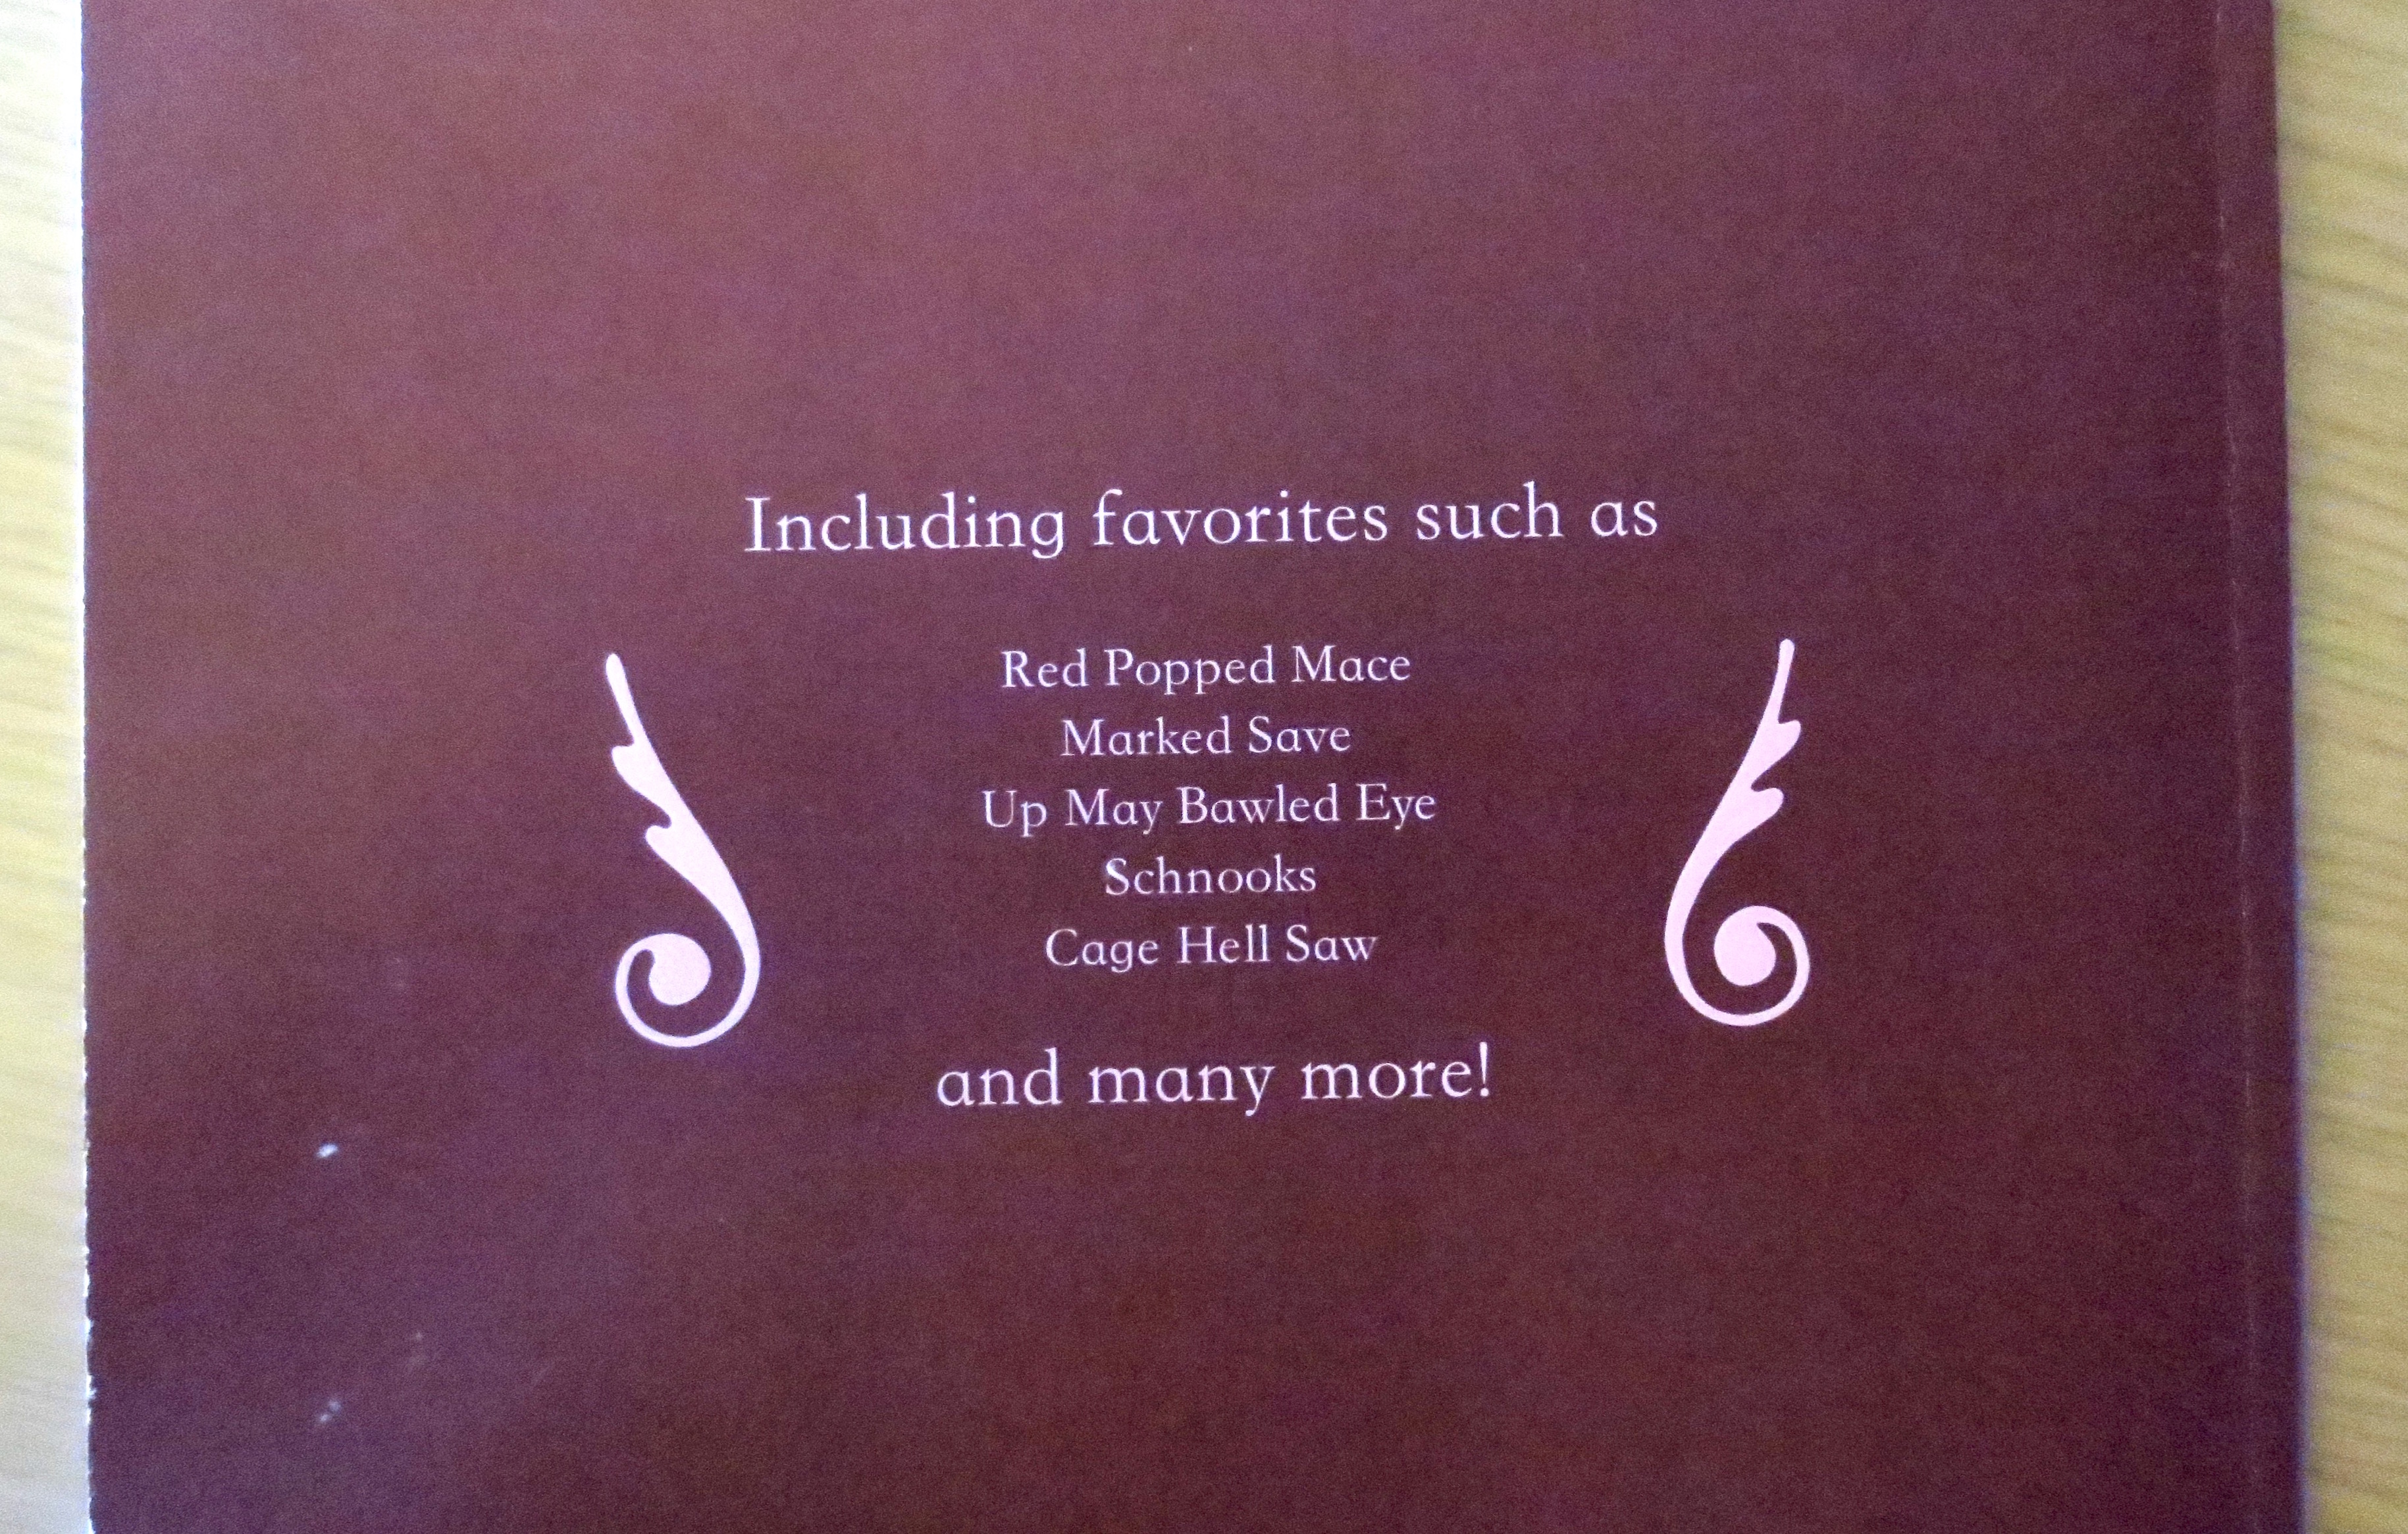 Including favorites such as
Red Popped Mace
Marked Save
Up May Bawled Eye
Schnooks
Cage Hell Saw
and many more!